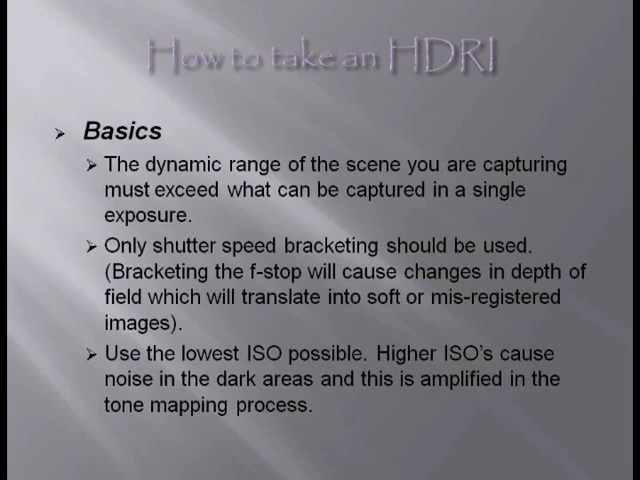 How to take an HDRI
Basics
The dynamic range of the scene you are capturing
must exceed what can be captured in a single
exposure.
Only shutter speed bracketing should be used.
(Bracketing the f-stop will cause changes in depth of
field which will translate into soft or mis-registered
images).
Use the lowest ISO possible. Higher ISO's cause
noise in the dark areas and this is amplified in the
tone mapping process.